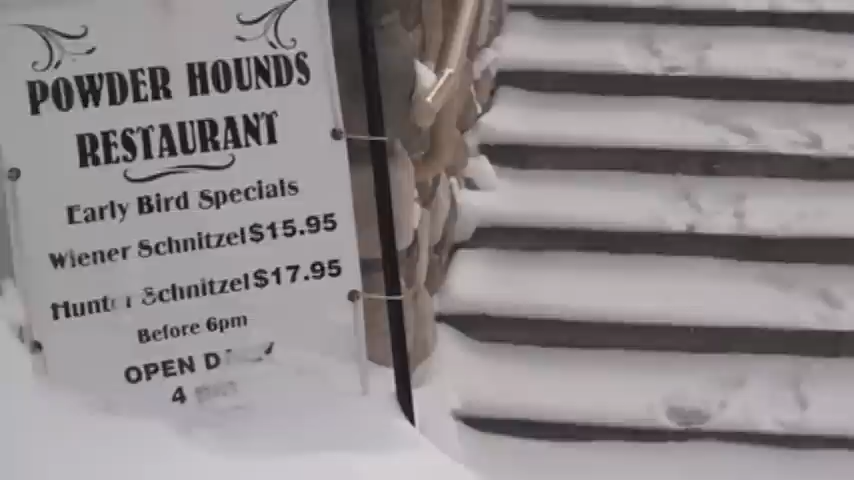 POWDER HOUNDS
RESTAURANT
Early Bird Specials
Wiener Schnitzel $15.95
Schnitzel $17.95
Before 6pm
OPEN
4